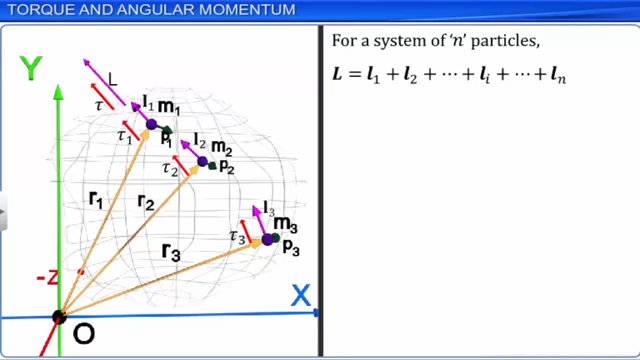 TORQUE AND ANGULAR MOMENTUM
For a system of ‘n’ particles,
L = l₁ + l₂ + ⋯ + lᵢ + ⋯ + lₙ
Y
L
τ
l₁ m₁
τ₁ p₁
l₂ m₂
τ₂ p₂
r₁ r₂
l₃ m₃
τ₃ p₃
r₃
-Z
X
O